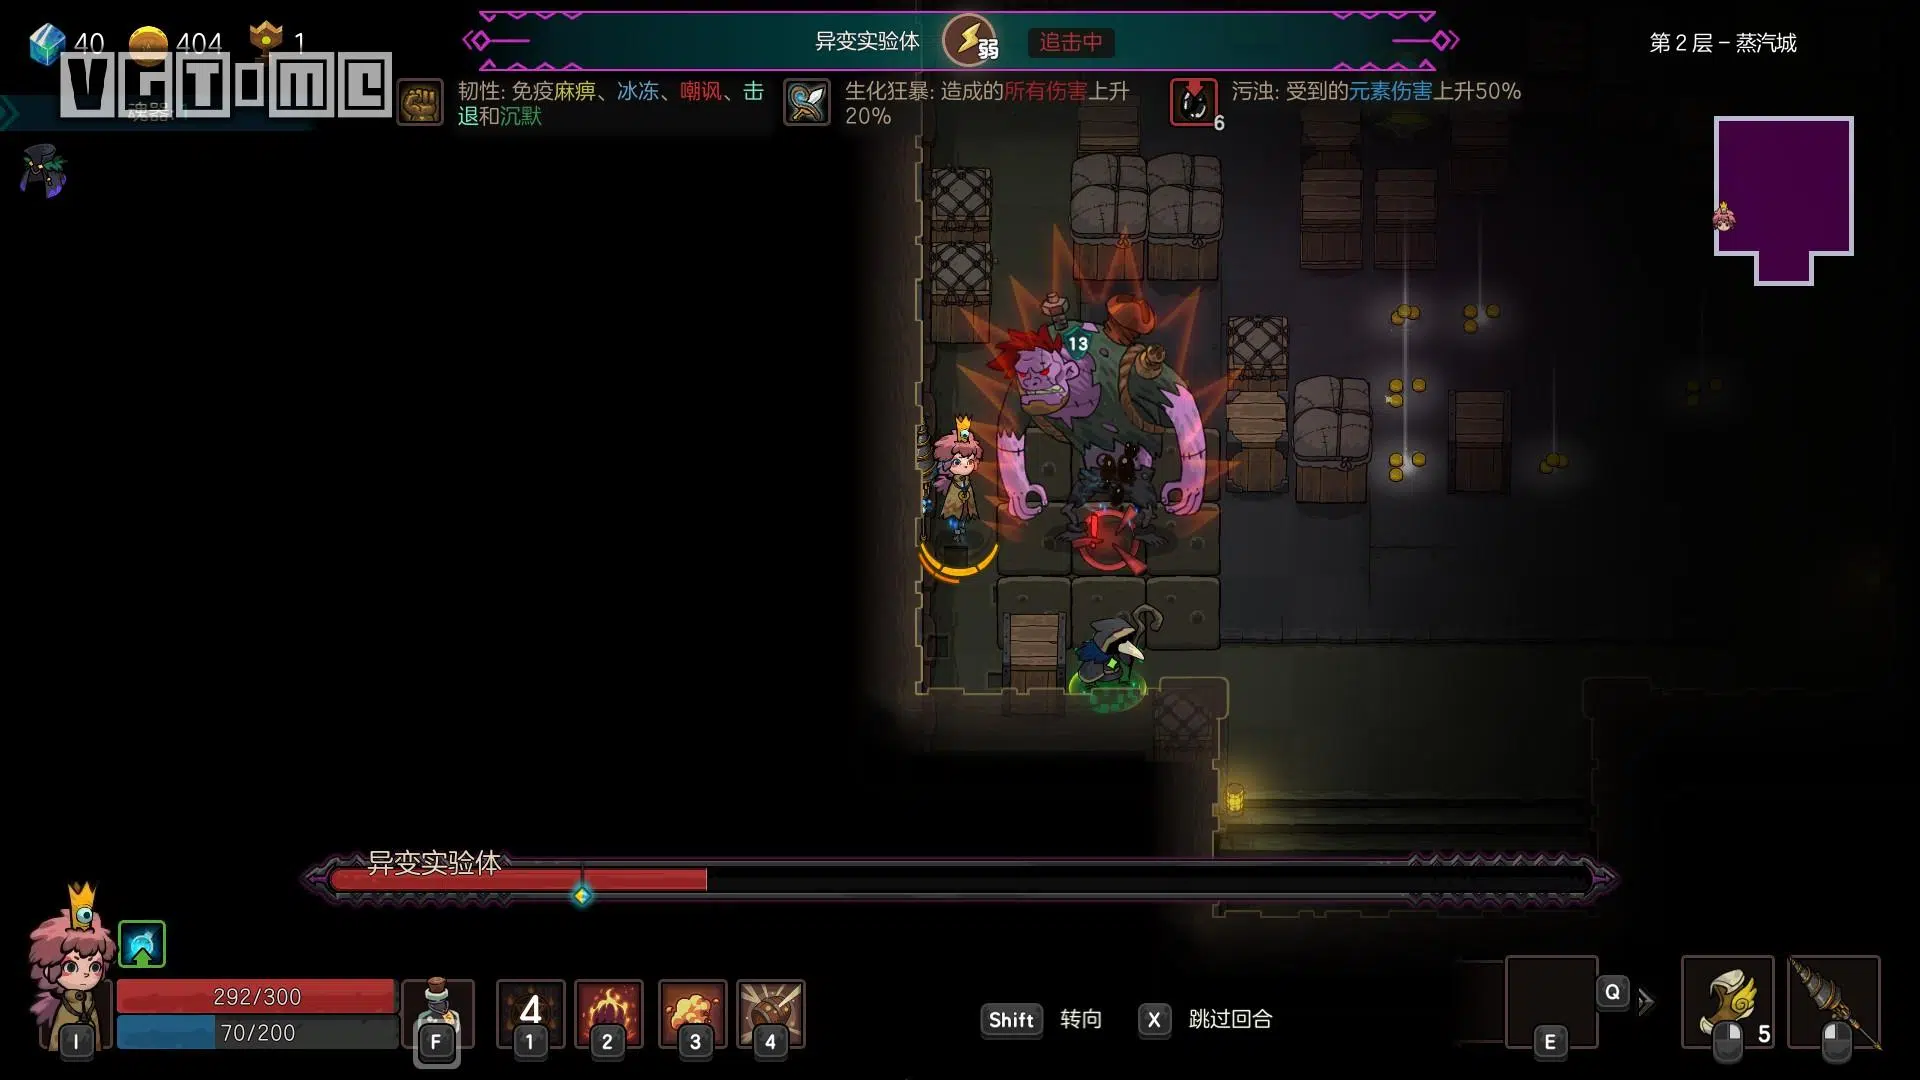 40 404 1
VGTIME
魂器: 1
异变实验体 弱 追击中
第 2 层 – 蒸汽城
韧性: 免疫麻痹、冰冻、嘲讽、击
退和沉默
生化狂暴: 造成的所有伤害上升
20%
污浊: 受到的元素伤害上升50%
6
13
异变实验体
292/300
70/200
I
F
4
1
2
3
4
Shift 转向
X 跳过回合
E
Q
5